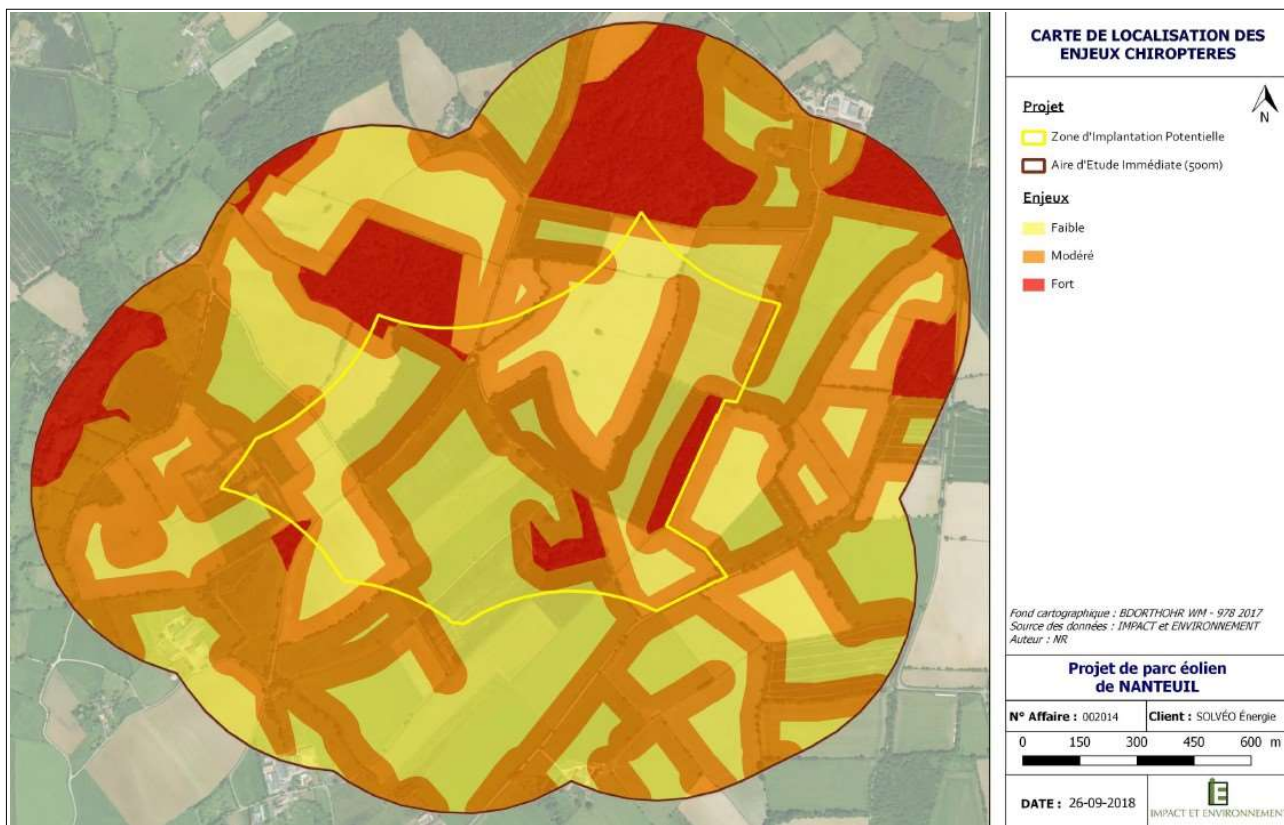 CARTE DE LOCALISATION DES
ENJEUX CHIROPTERES
Projet
N
Zone d'Implantation Potentielle
Aire d'Etude Immédiate (500m)
Enjeux
Faible
Modéré
Fort
Fond cartographique : BDORTHOHR WM - 978 2017
Source des données : IMPACT et ENVIRONNEMENT
Auteur : NR
Projet de parc éolien
de NANTEUIL
N° Affaire : 002014
Client : SOLVÉO Énergie
0 150 300 450 600 m
DATE : 26-09-2018
IMPACT ET ENVIRONNEMENT